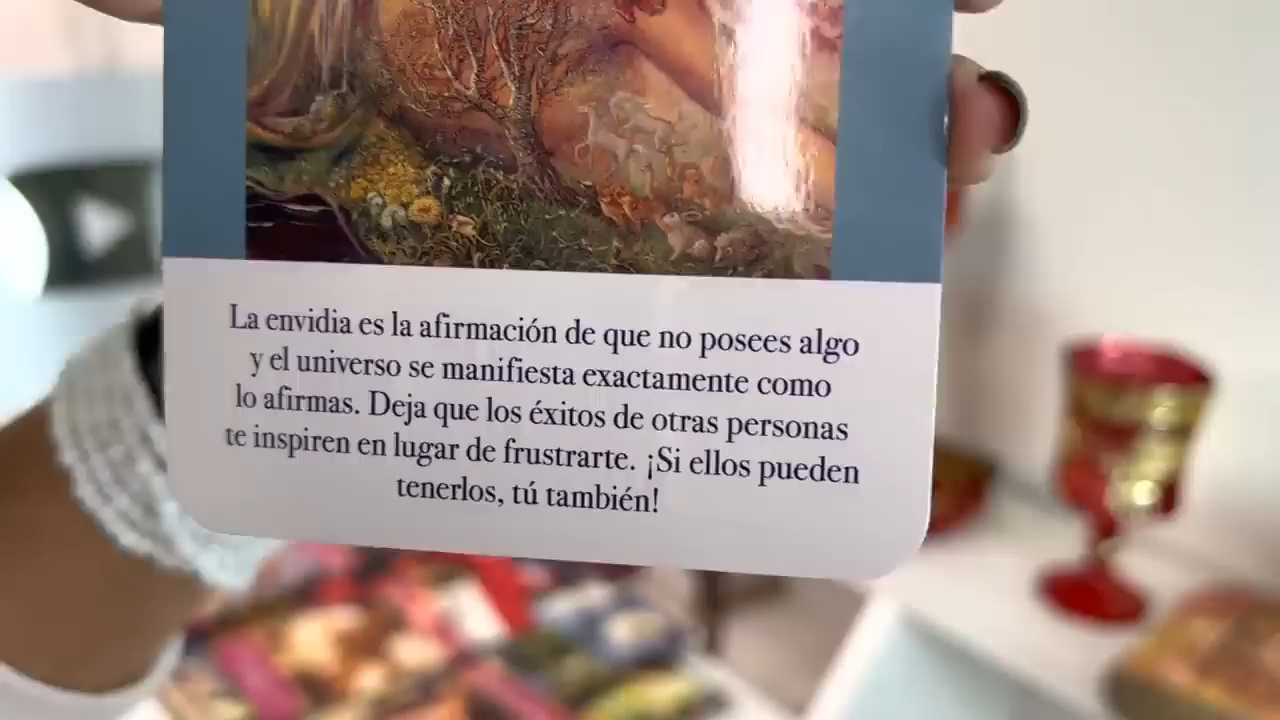 La envidia es la afirmación de que no posees algo
y el universo se manifiesta exactamente como
lo afirmas. Deja que los éxitos de otras personas
te inspiren en lugar de frustrarte. ¡Si ellos pueden
tenerlos, tú también!